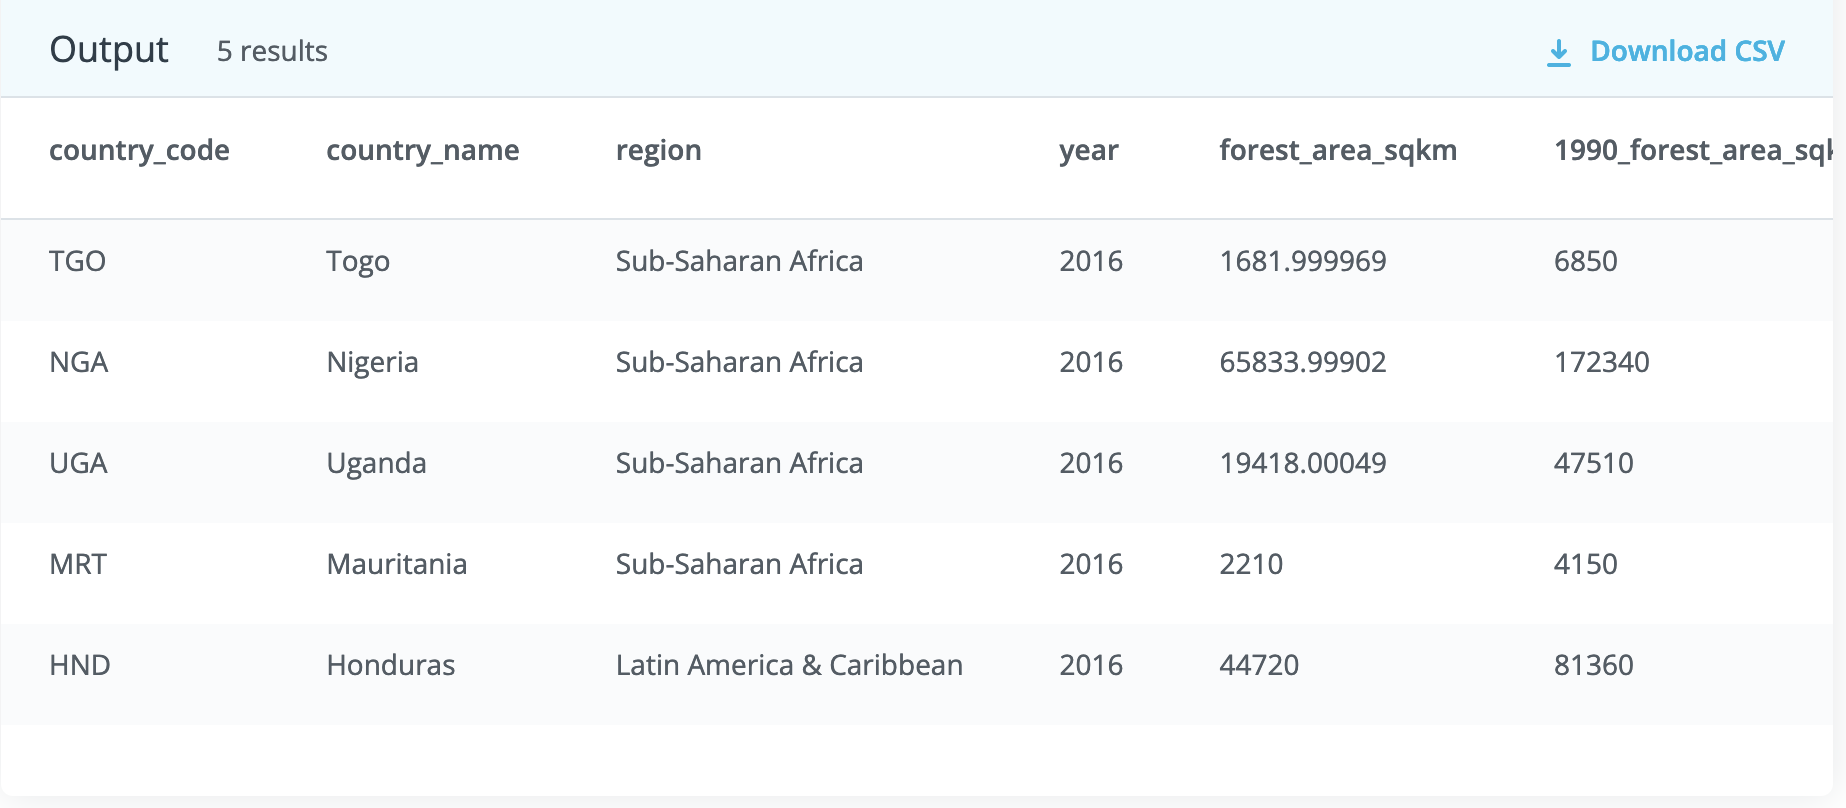 Output 5 results Download CSV
country_code country_name region year forest_area_sqkm 1990_forest_area_sqk
TGO Togo Sub-Saharan Africa 2016 1681.999969 6850
NGA Nigeria Sub-Saharan Africa 2016 65833.99902 172340
UGA Uganda Sub-Saharan Africa 2016 19418.00049 47510
MRT Mauritania Sub-Saharan Africa 2016 2210 4150
HND Honduras Latin America & Caribbean 2016 44720 81360